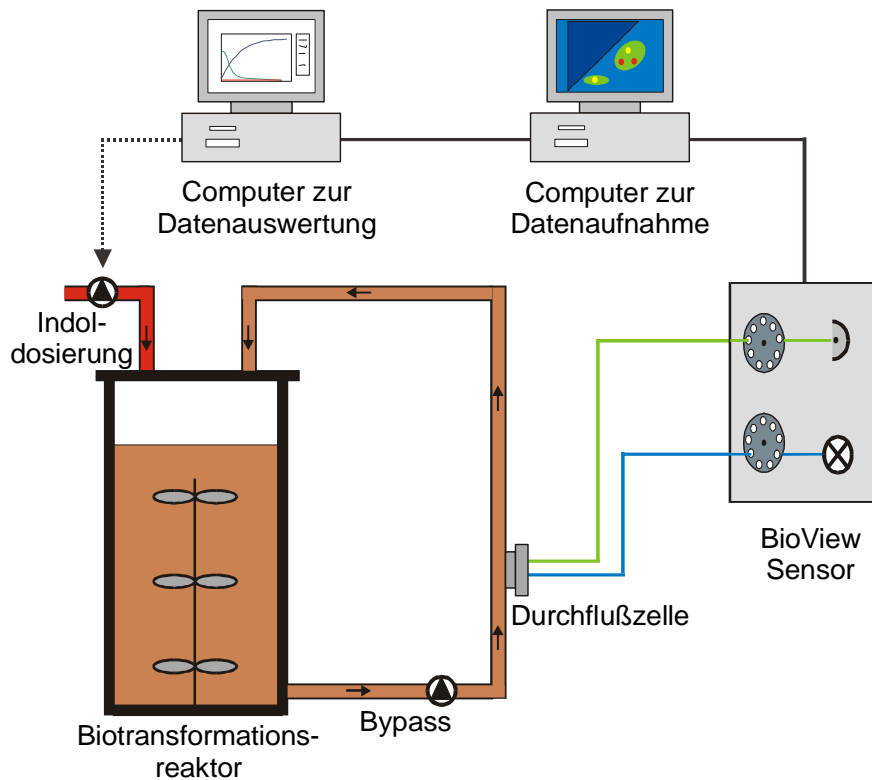 Computer zur
Datenauswertung
Computer zur
Datenaufnahme
Indol-
dosierung
BioView
Sensor
Durchflußzelle
Bypass
Biotransformations-
reaktor